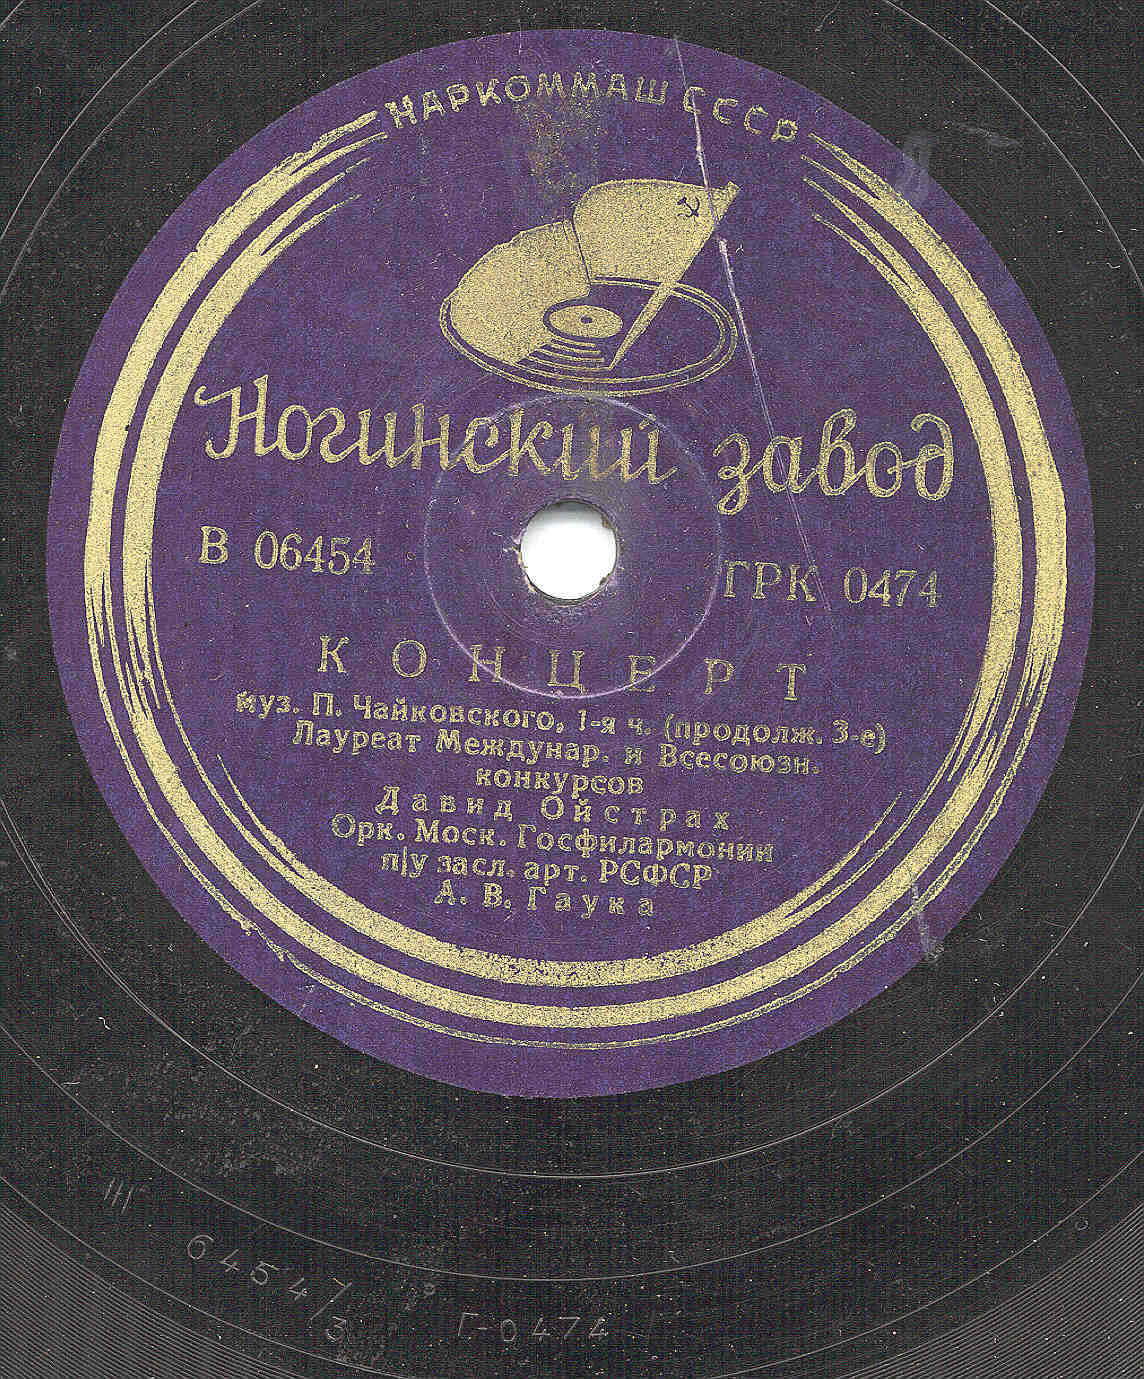 НАРКОММАШ СССР
Ногинский завод
В 06454 ГРК 0474
КОНЦЕРТ
муз. П. Чайковского, 1-я ч. (продолж. 3-е)
Лауреат Междунар. и Всесоюзн.
конкурсов
Давид Ойстрах
Орк. Моск. Госфилармонии
п/у засл. арт. РСФСР
А. В. Гаука
6454/
3
Г-0474